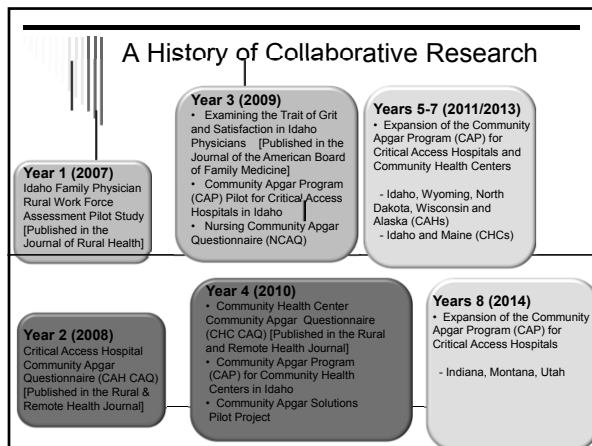 A History of Collaborative Research
Year 1 (2007)
Idaho Family Physician
Rural Work Force
Assessment Pilot Study
[Published in the
Journal of Rural Health]
Year 2 (2008)
Critical Access Hospital
Community Apgar
Questionnaire (CAH CAQ)
[Published in the Rural &
Remote Health Journal]
Year 3 (2009)
• Examining the Trait of Grit
and Satisfaction in Idaho
Physicians [Published in the
Journal of the American Board
of Family Medicine]
• Community Apgar Program
(CAP) Pilot for Critical Access
Hospitals in Idaho
• Nursing Community Apgar
Questionnaire (NCAQ)
Year 4 (2010)
• Community Health Center
Community Apgar Questionnaire
(CHC CAQ) [Published in the Rural
and Remote Health Journal]
• Community Apgar Program
(CAP) for Community Health
Centers in Idaho
• Community Apgar Solutions
Pilot Project
Years 5-7 (2011/2013)
• Expansion of the Community
Apgar Program (CAP) for
Critical Access Hospitals and
Community Health Centers
- Idaho, Wyoming, North
Dakota, Wisconsin and
Alaska (CAHs)
- Idaho and Maine (CHCs)
Years 8 (2014)
• Expansion of the Community
Apgar Program (CAP) for
Critical Access Hospitals
- Indiana, Montana, Utah